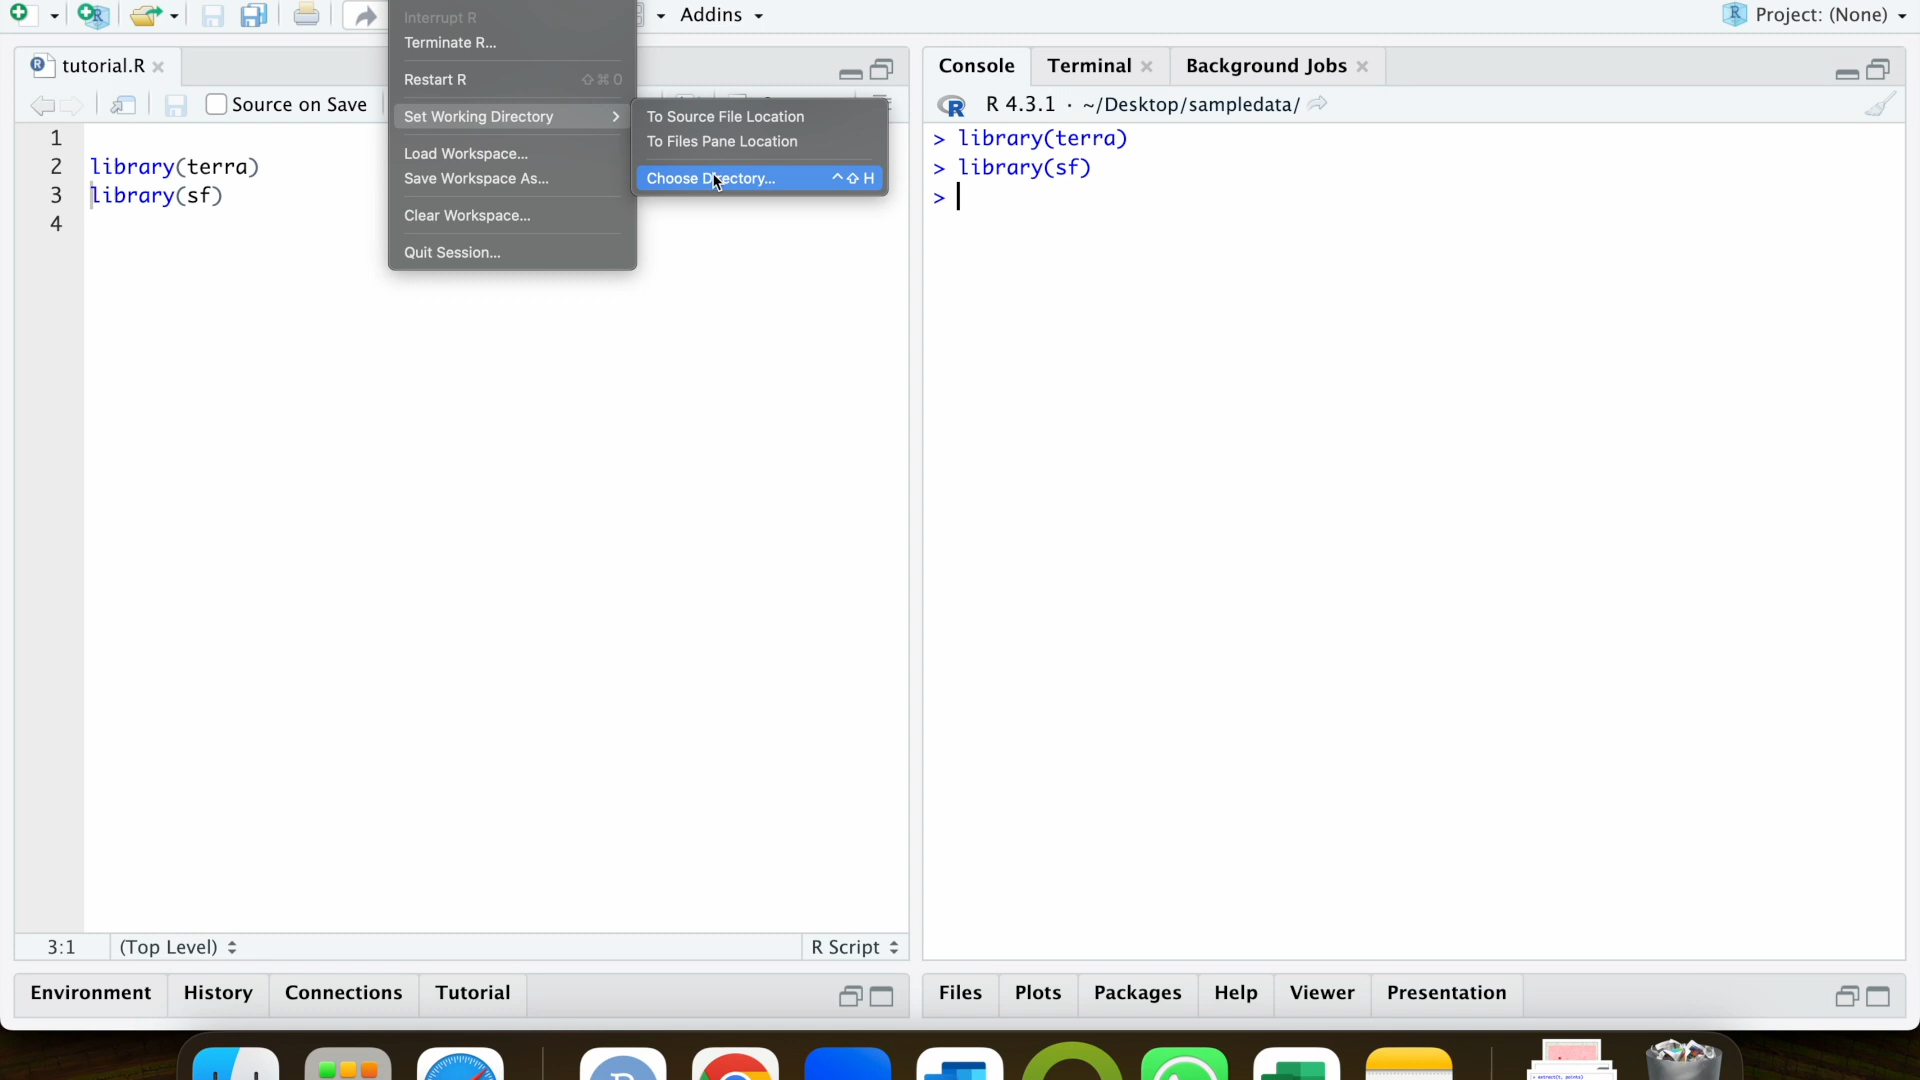 Addins
Project: (None)
Interrupt R
Terminate R...
Restart R ⇧⌘0
Set Working Directory >
Load Workspace...
Save Workspace As...
Clear Workspace...
Quit Session...
To Source File Location
To Files Pane Location
Choose Directory... ^⇧H
tutorial.R
Source on Save
1
2 library(terra)
3 library(sf)
4
3:1 (Top Level) R Script
Console Terminal Background Jobs
R 4.3.1 · ~/Desktop/sampledata/
> library(terra)
> library(sf)
>
Environment History Connections Tutorial
Files Plots Packages Help Viewer Presentation